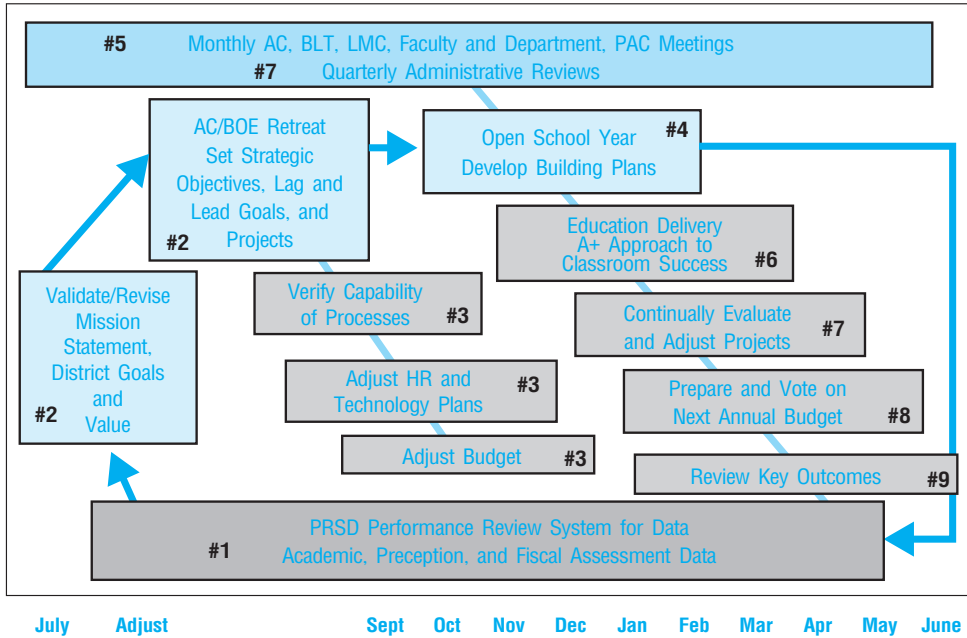 #5 Monthly AC, BLT, LMC, Faculty and Department, PAC Meetings
#7 Quarterly Administrative Reviews
AC/BOE Retreat
Set Strategic
Objectives, Lag and
Lead Goals, and
#2 Projects
Open School Year #4
Develop Building Plans
Education Delivery
A+ Approach to
Classroom Success #6
Validate/Revise
Mission
Statement,
District Goals
#2 and
Value
Verify Capability
of Processes #3
Continually Evaluate
and Adjust Projects #7
Adjust HR and #3
Technology Plans
Prepare and Vote on
Next Annual Budget #8
Adjust Budget #3
Review Key Outcomes #9
PRSD Performance Review System for Data
#1 Academic, Preception, and Fiscal Assessment Data
July Adjust Sept Oct Nov Dec Jan Feb Mar Apr May June